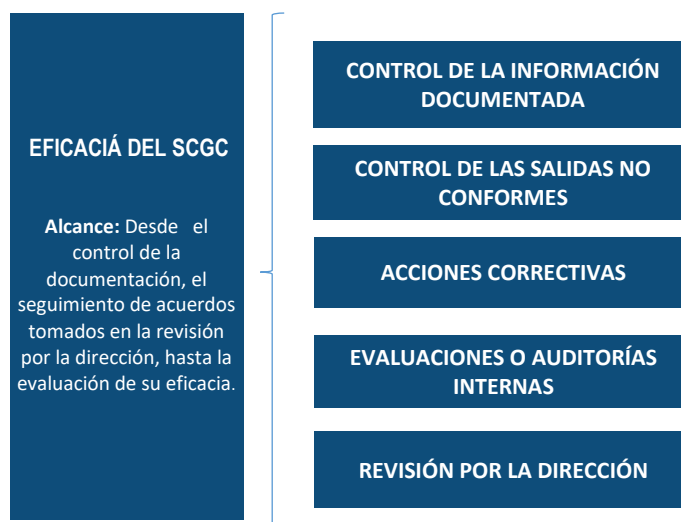 EFICACIÁ DEL SCGC
Alcance: Desde el
control de la
documentación, el
seguimiento de acuerdos
tomados en la revisión
por la dirección, hasta la
evaluación de su eficacia.
CONTROL DE LA INFORMACIÓN
DOCUMENTADA
CONTROL DE LAS SALIDAS NO
CONFORMES
ACCIONES CORRECTIVAS
EVALUACIONES O AUDITORÍAS
INTERNAS
REVISIÓN POR LA DIRECCIÓN